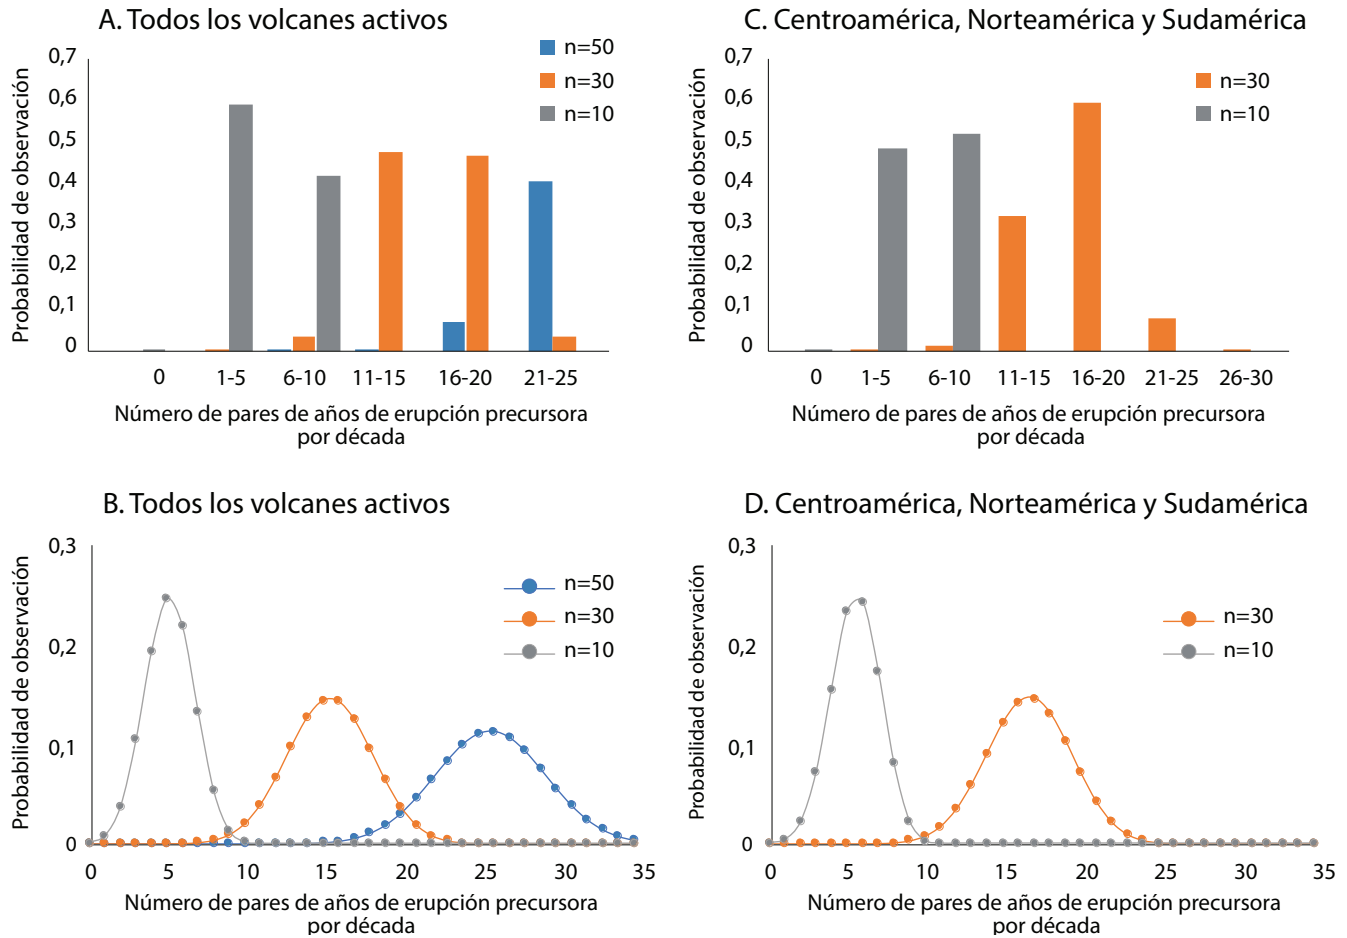 A. Todos los volcanes activos
n=50
n=30
n=10
Probabilidad de observación
0,7
0,6
0,5
0,4
0,3
0,2
0,1
0
0 1-5 6-10 11-15 16-20 21-25
Número de pares de años de erupción precursora
por década
C. Centroamérica, Norteamérica y Sudamérica
n=30
n=10
Probabilidad de observación
0,7
0,6
0,5
0,4
0,3
0,2
0,1
0
0 1-5 6-10 11-15 16-20 21-25 26-30
Número de pares de años de erupción precursora
por década
B. Todos los volcanes activos
n=50
n=30
n=10
Probabilidad de observación
0,3
0,2
0,1
0
0 5 10 15 20 25 30 35
Número de pares de años de erupción precursora
por década
D. Centroamérica, Norteamérica y Sudamérica
n=30
n=10
Probabilidad de observación
0,3
0,2
0,1
0
0 5 10 15 20 25 30 35
Número de pares de años de erupción precursora
por década